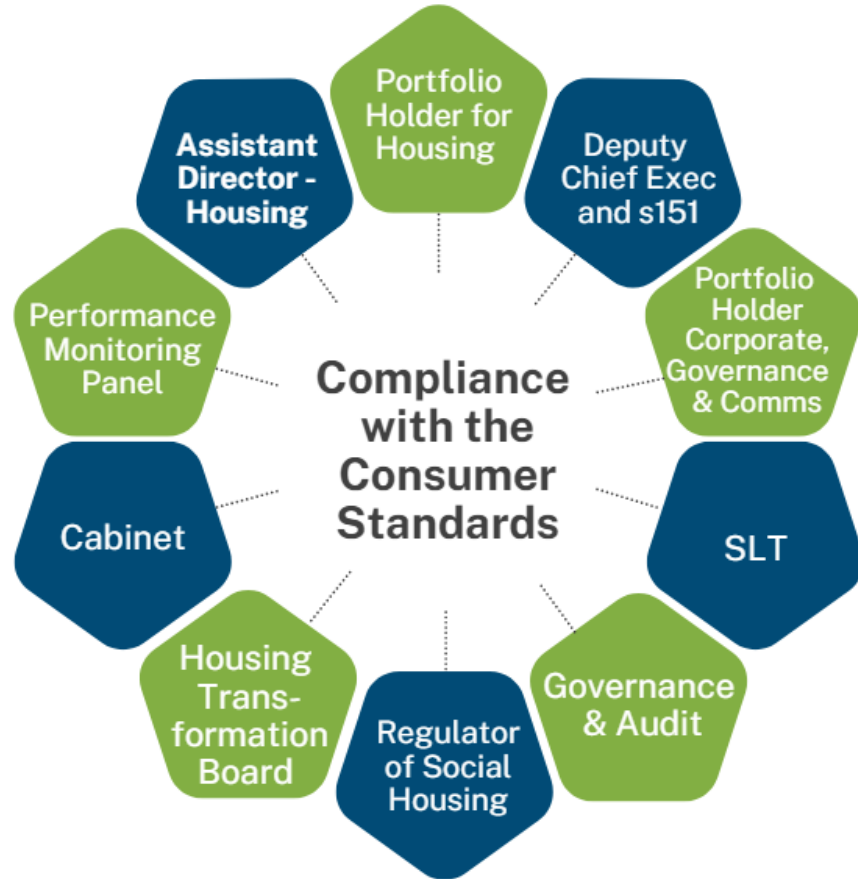 Portfolio
Holder for
Housing
Deputy
Chief Exec
and s151
Portfolio
Holder
Corporate,
Governance
& Comms
SLT
Governance
& Audit
Regulator
of Social
Housing
Housing
Trans-
formation
Board
Cabinet
Performance
Monitoring
Panel
Assistant
Director -
Housing
Compliance
with the
Consumer
Standards